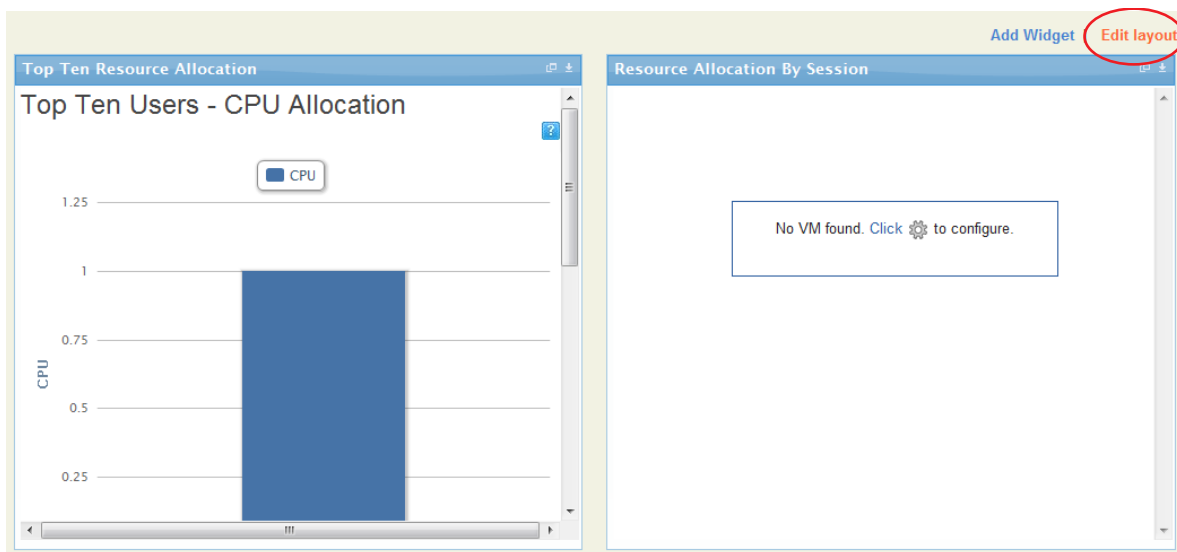 Add Widget Edit layout
Top Ten Resource Allocation
Top Ten Users - CPU Allocation
?
CPU
1.25
1
0.75
0.5
0.25
CPU
Resource Allocation By Session
No VM found. Click to configure.